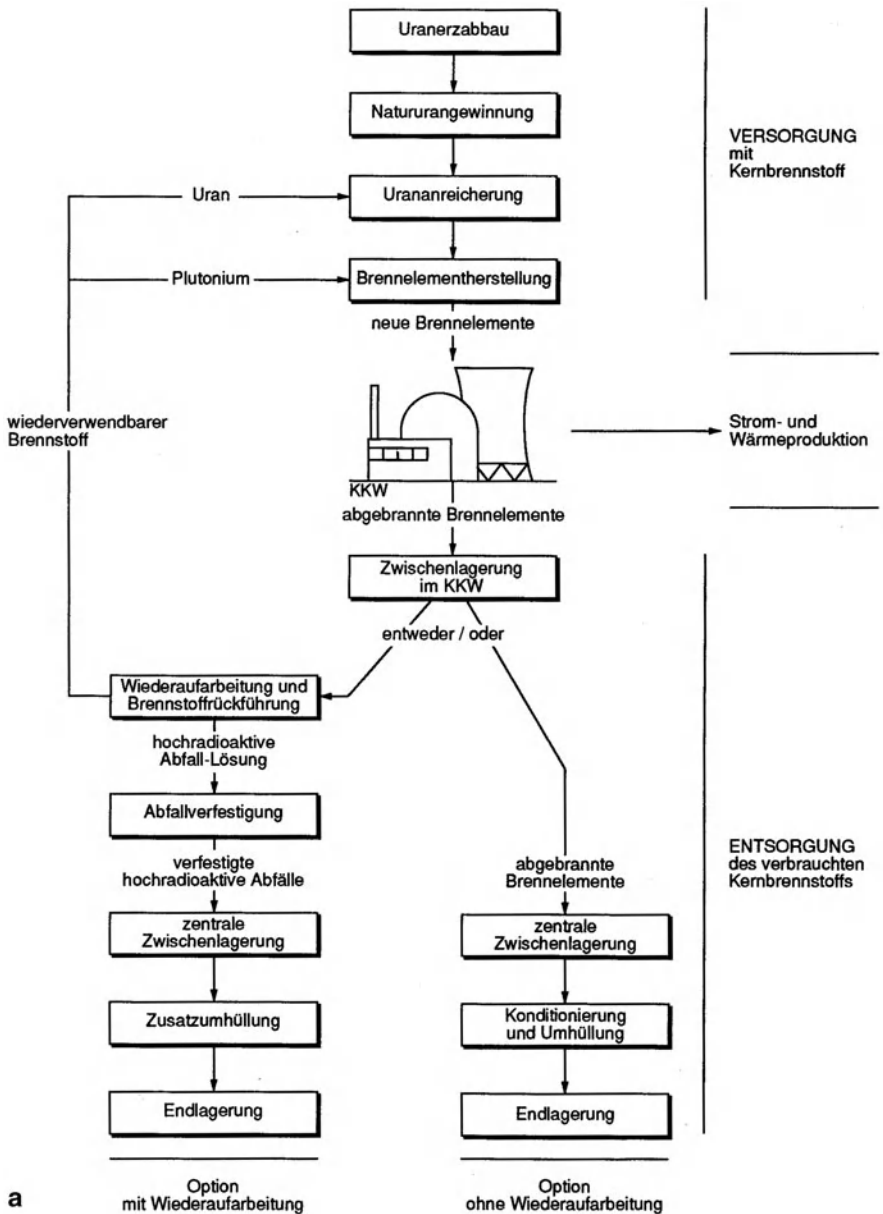 Uranerzabbau
Natururangewinnung
VERSORGUNG
mit
Kernbrennstoff
Uran
Urananreicherung
Plutonium
Brennelementherstellung
neue Brennelemente
wiederverwendbarer
Brennstoff
Strom- und
Wärmeproduktion
KKW
abgebrannte Brennelemente
Zwischenlagerung
im KKW
entweder / oder
Wiederaufarbeitung und
Brennstoffrückführung
hochradioaktive
Abfall-Lösung
Abfallverfestigung
verfestigte
hochradioaktive Abfälle
abgebrannte
Brennelemente
ENTSORGUNG
des verbrauchten
Kernbrennstoffs
zentrale
Zwischenlagerung
zentrale
Zwischenlagerung
Zusatzumhüllung
Konditionierung
und Umhüllung
Endlagerung
Endlagerung
a
Option
mit Wiederaufarbeitung
Option
ohne Wiederaufarbeitung